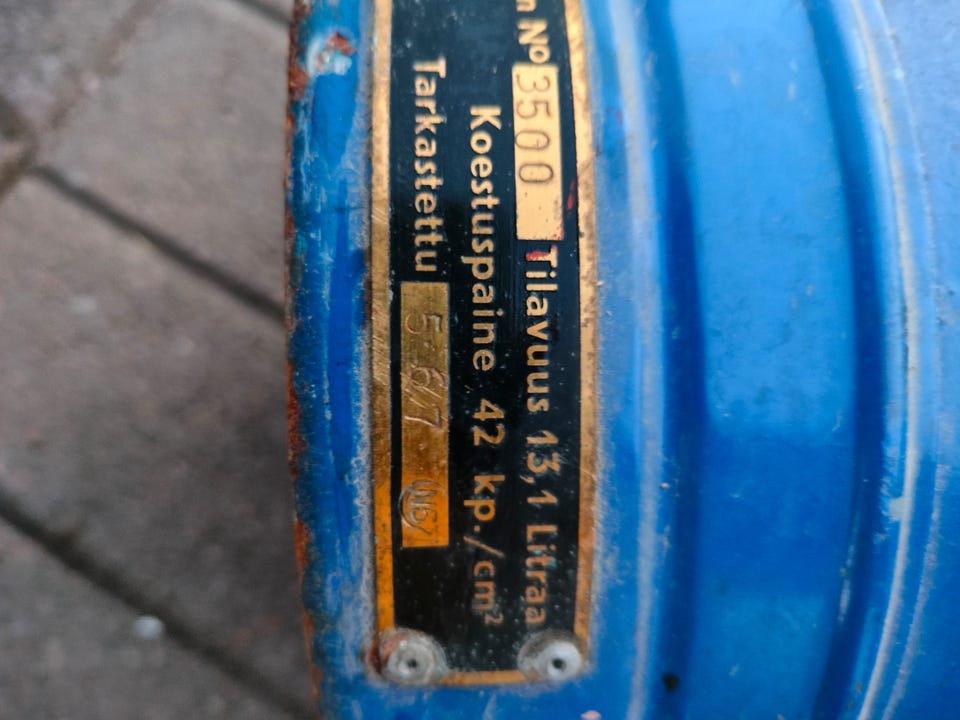 n No 3500 Tilavuus 13,1 Litraa
Koestuspaine 42 kp./cm²
Tarkastettu 5-67